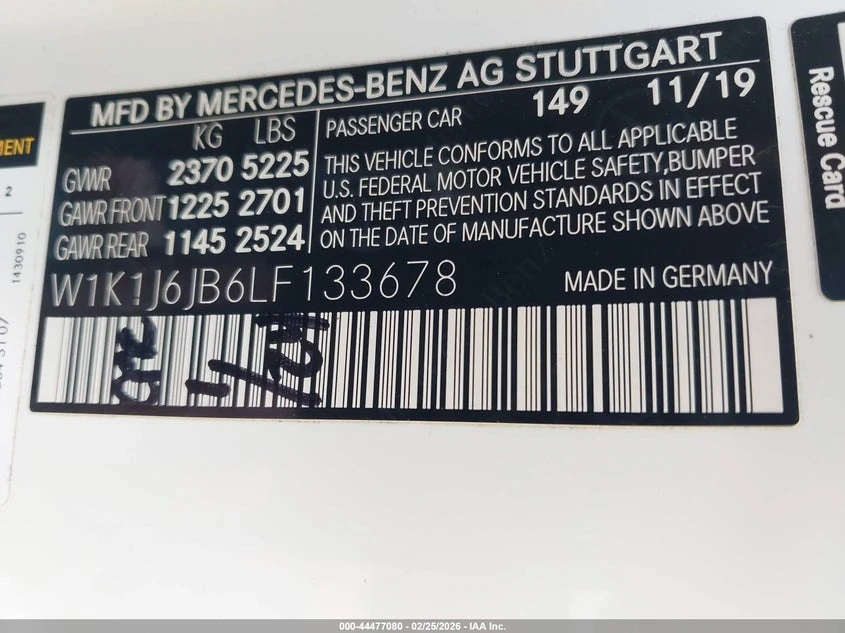 MFD BY MERCEDES-BENZ AG STUTTGART
KG LBS
GVWR 2370 5225
GAWR FRONT 1225 2701
GAWR REAR 1145 2524
PASSENGER CAR 149 11/19
THIS VEHICLE CONFORMS TO ALL APPLICABLE
U.S. FEDERAL MOTOR VEHICLE SAFETY,BUMPER
AND THEFT PREVENTION STANDARDS IN EFFECT
ON THE DATE OF MANUFACTURE SHOWN ABOVE
W1K1J6JB6LF133678 MADE IN GERMANY
MENT
2
1430910
Rescue Card
000-44477080 - 02/25/2026 - IAA Inc.